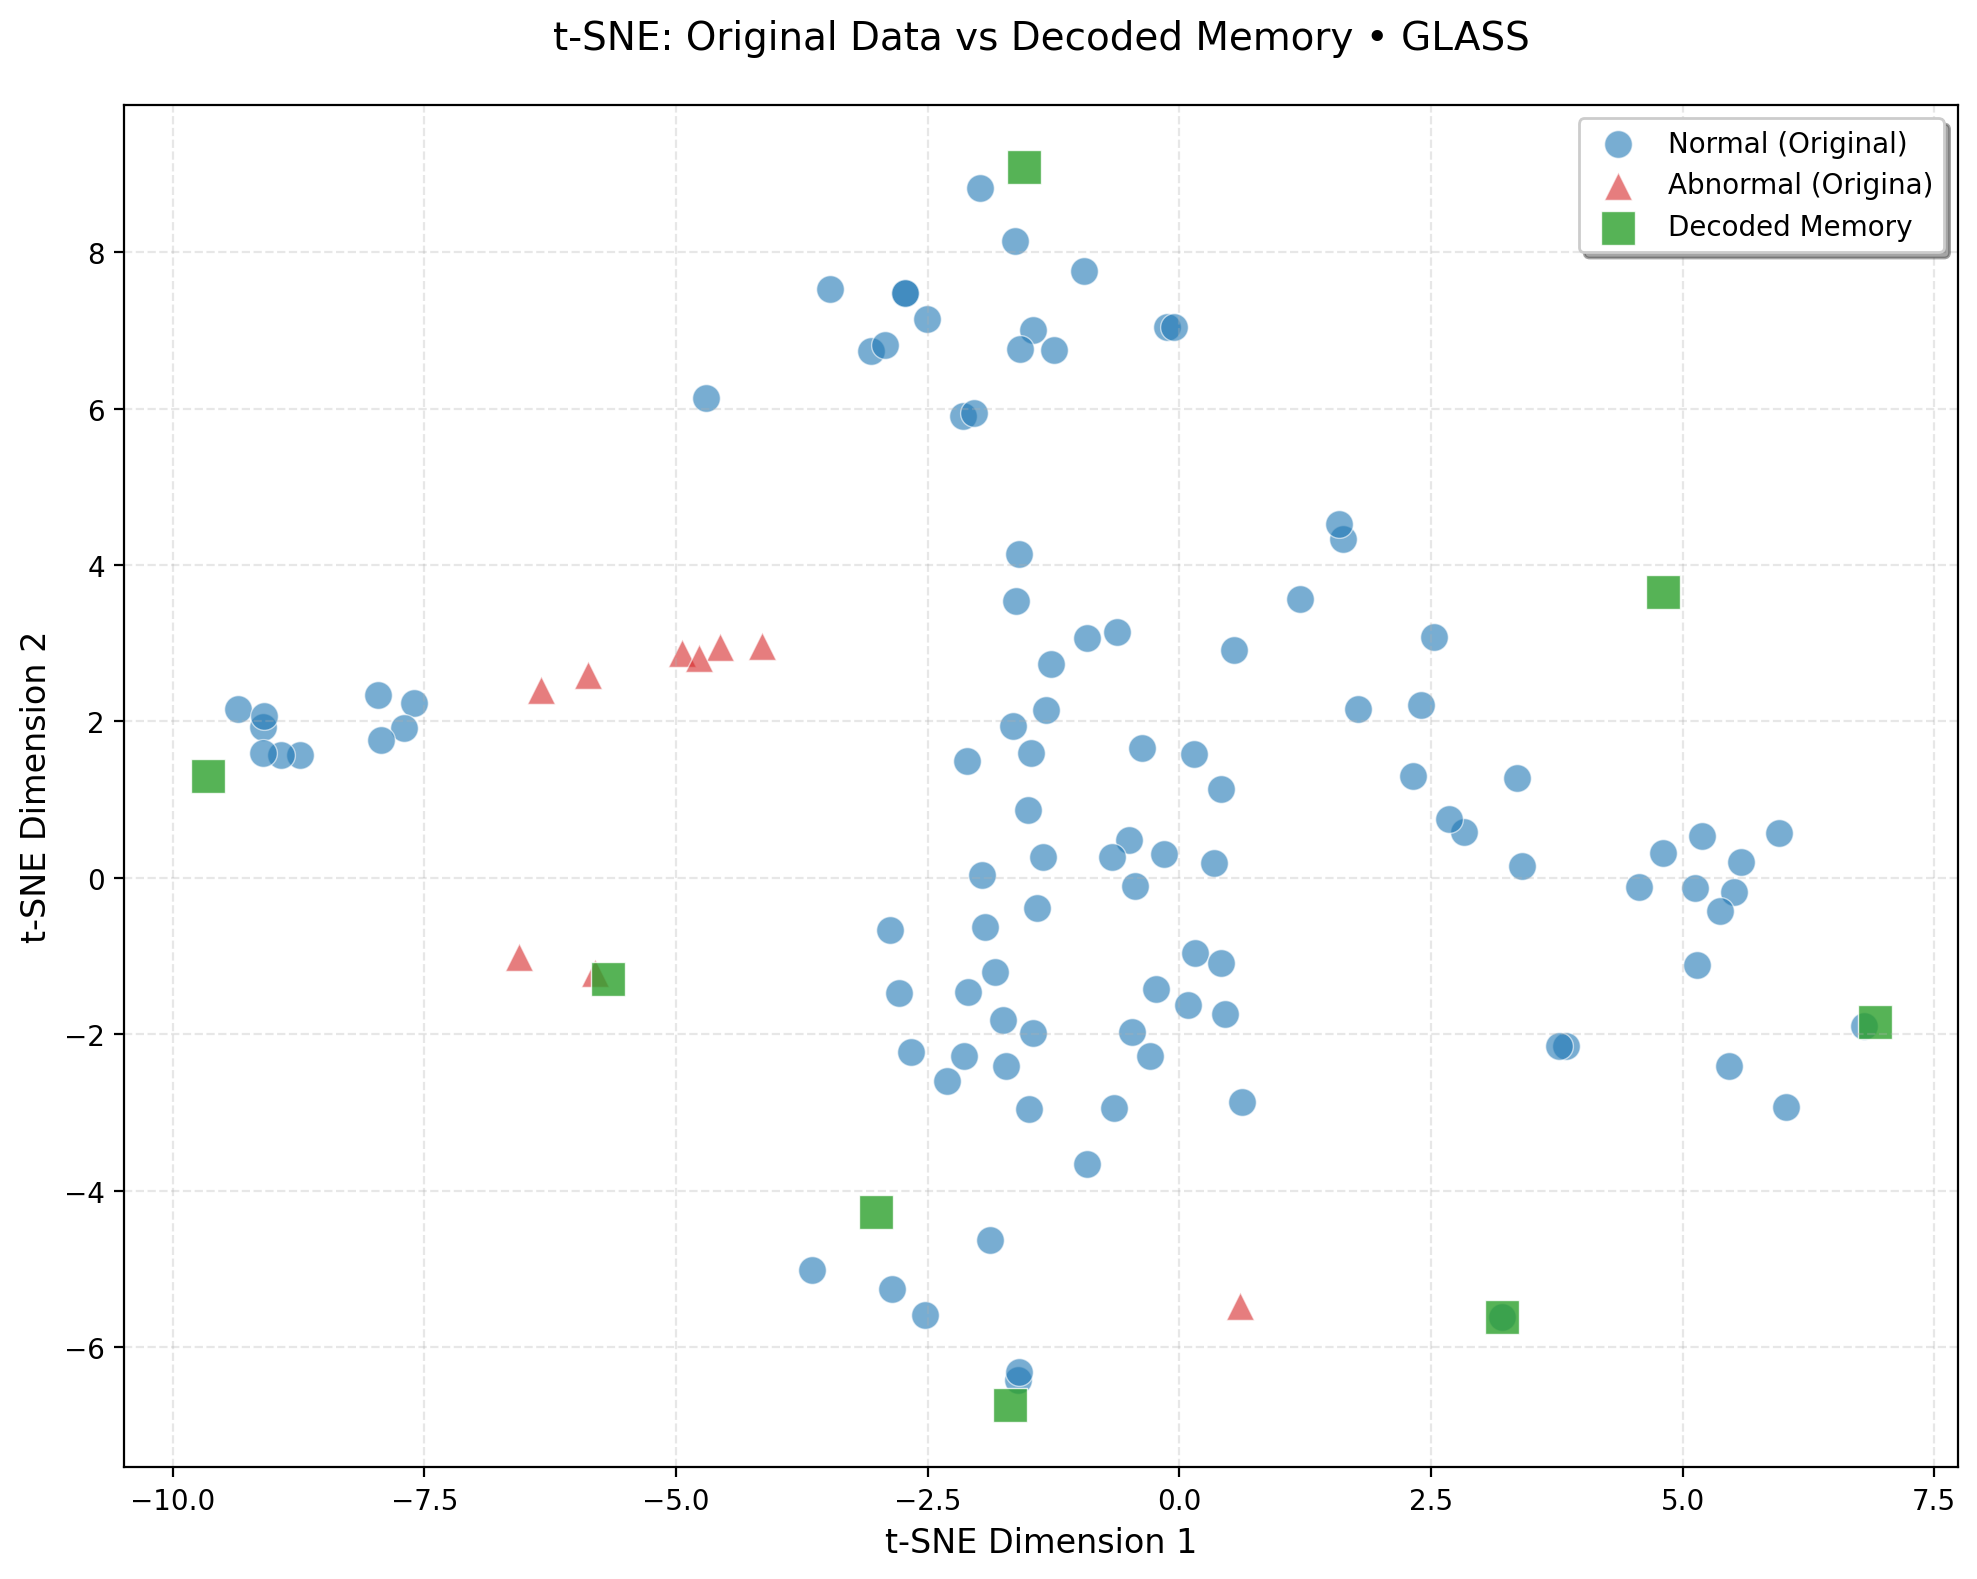 t-SNE: Original Data vs Decoded Memory • GLASS
Normal (Original)
Abnormal (Origina)
Decoded Memory
t-SNE Dimension 2
8
6
4
2
0
−2
−4
−6
−10.0 −7.5 −5.0 −2.5 0.0 2.5 5.0 7.5
t-SNE Dimension 1